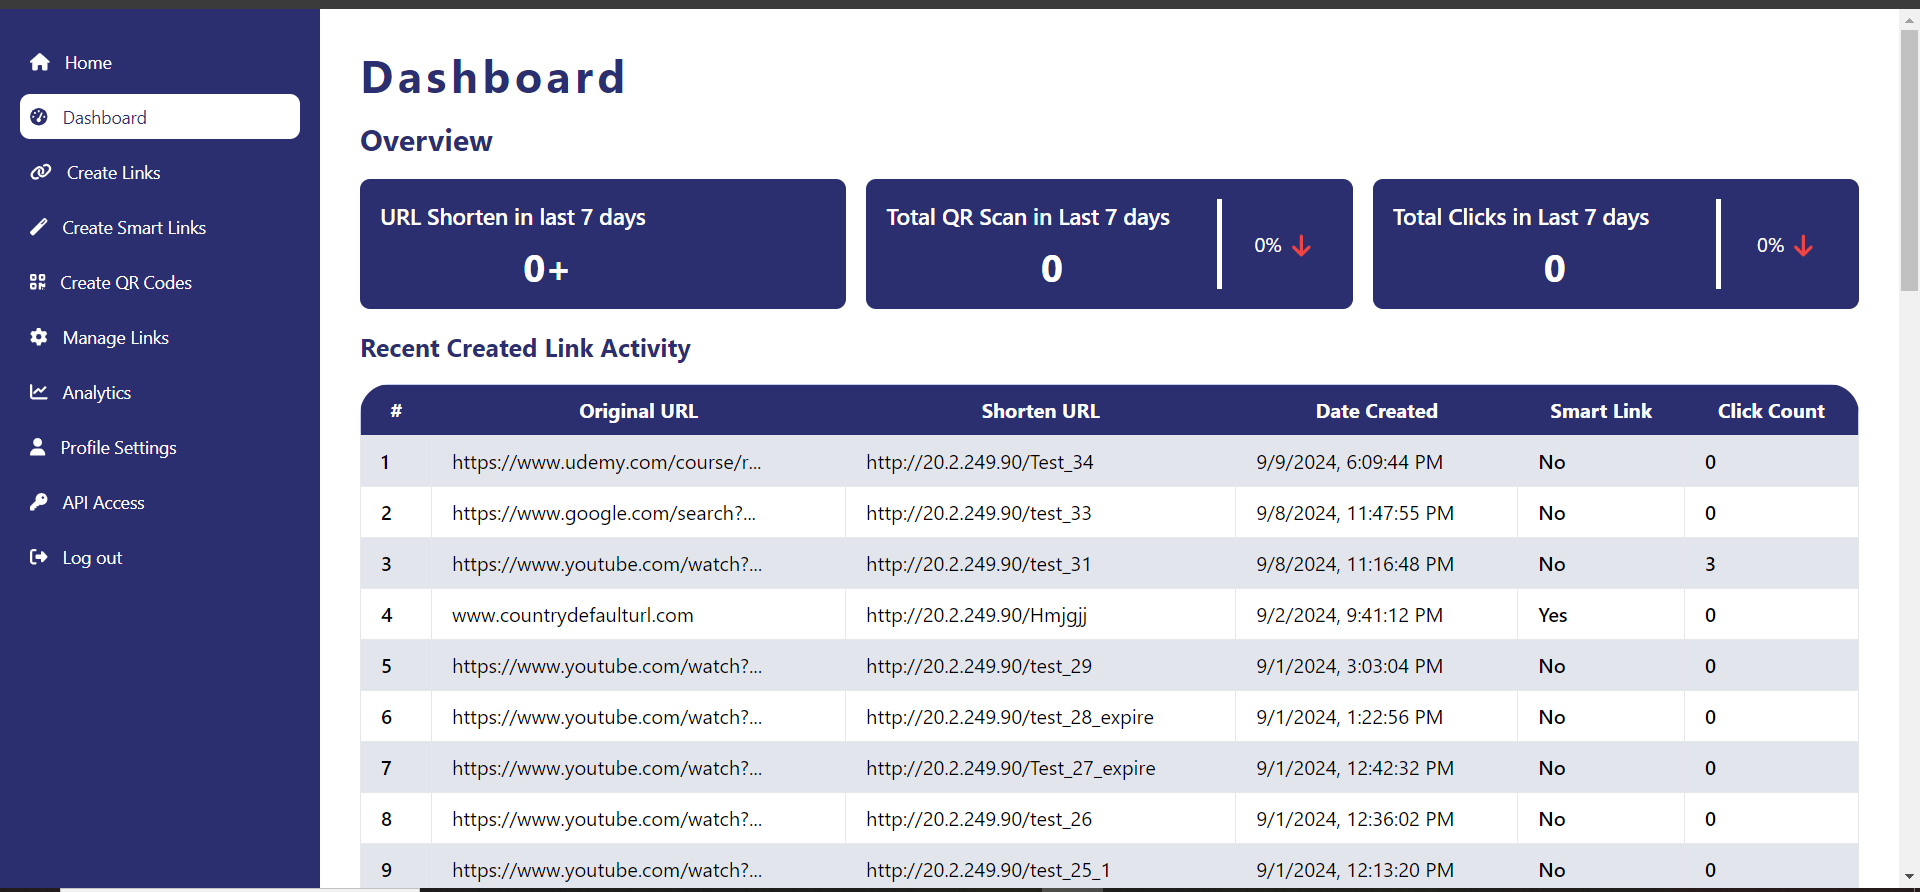 Home
Dashboard
Create Links
Create Smart Links
Create QR Codes
Manage Links
Analytics
Profile Settings
API Access
Log out
Dashboard
Overview
URL Shorten in last 7 days
0+
Total QR Scan in Last 7 days
0
0%
Total Clicks in Last 7 days
0
0%
Recent Created Link Activity
# Original URL Shorten URL Date Created Smart Link Click Count
1 https://www.udemy.com/course/r... http://20.2.249.90/Test_34 9/9/2024, 6:09:44 PM No 0
2 https://www.google.com/search?... http://20.2.249.90/test_33 9/8/2024, 11:47:55 PM No 0
3 https://www.youtube.com/watch?... http://20.2.249.90/test_31 9/8/2024, 11:16:48 PM No 3
4 www.countrydefaulturl.com http://20.2.249.90/Hmjgjj 9/2/2024, 9:41:12 PM Yes 0
5 https://www.youtube.com/watch?... http://20.2.249.90/test_29 9/1/2024, 3:03:04 PM No 0
6 https://www.youtube.com/watch?... http://20.2.249.90/test_28_expire 9/1/2024, 1:22:56 PM No 0
7 https://www.youtube.com/watch?... http://20.2.249.90/Test_27_expire 9/1/2024, 12:42:32 PM No 0
8 https://www.youtube.com/watch?... http://20.2.249.90/test_26 9/1/2024, 12:36:02 PM No 0
9 https://www.youtube.com/watch?... http://20.2.249.90/test_25_1 9/1/2024, 12:13:20 PM No 0